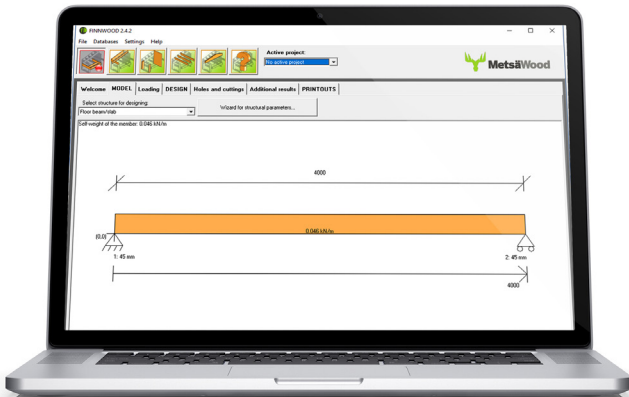 FINNWOOD 2.4.2
File Databases Settings Help
Active project:
No active project
MetsäWood
Welcome MODEL Loading DESIGN Holes and cuttings Additional results PRINTOUTS
Select structure for designing:
Floor beam/slab
Wizard for structural parameters...
Self-weight of the member: 0.046 kN/m
4000
0.046 kN/m
(0,0)
1: 45 mm
2: 45 mm
4000